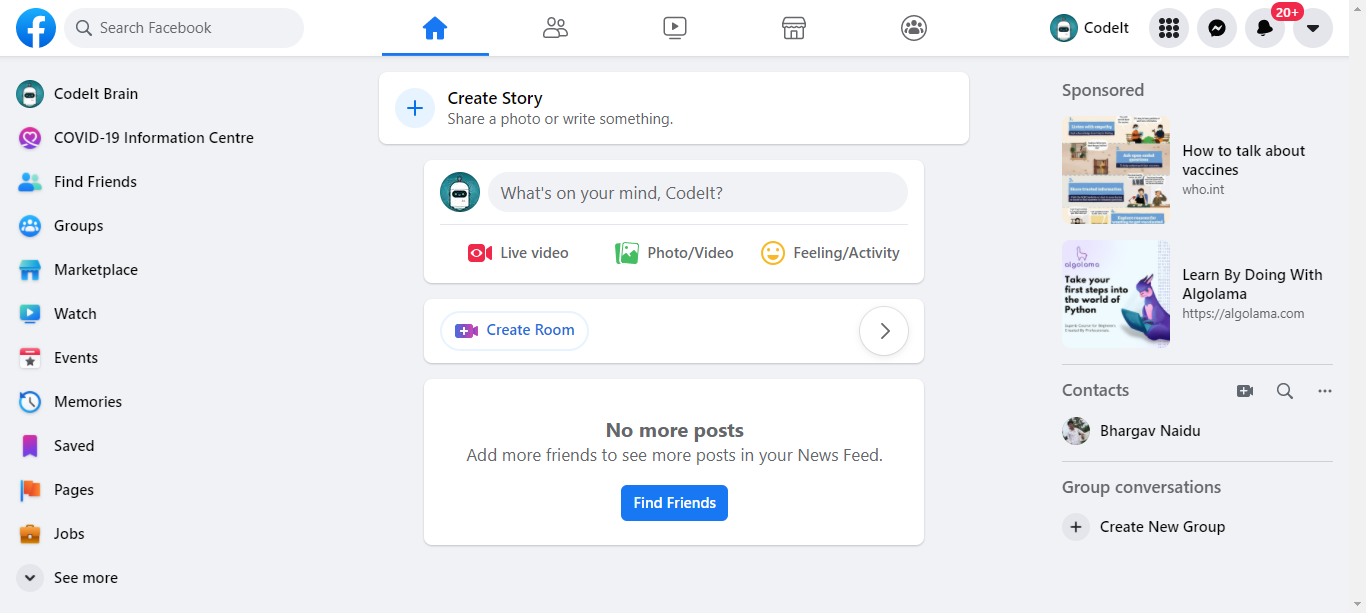 Search Facebook
CodeIt
20+
CodeIt Brain
COVID-19 Information Centre
Find Friends
Groups
Marketplace
Watch
Events
Memories
Saved
Pages
Jobs
See more
Create Story
Share a photo or write something.
What's on your mind, CodeIt?
Live video
Photo/Video
Feeling/Activity
Create Room
No more posts
Add more friends to see more posts in your News Feed.
Find Friends
Sponsored
How to talk about
vaccines
who.int
algolama
Take your
first steps into
the world of
Python
Learn By Doing With
Algolama
https://algolama.com
Contacts
Bhargav Naidu
Group conversations
Create New Group